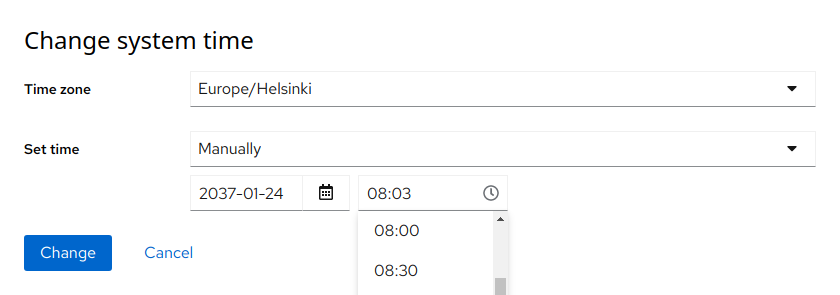 Change system time
Time zone Europe/Helsinki
Set time Manually
2037-01-24 08:03
08:00
Change Cancel
08:30